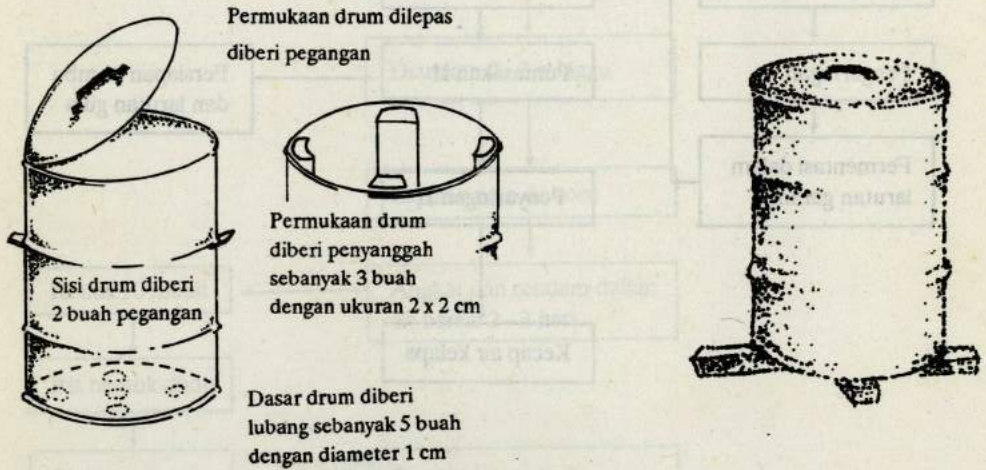 Permukaan drum dilepas
diberi pegangan
Permukaan drum
diberi penyanggah
sebanyak 3 buah
dengan ukuran 2 x 2 cm
Sisi drum diberi
2 buah pegangan
Dasar drum diberi
lubang sebanyak 5 buah
dengan diameter 1 cm